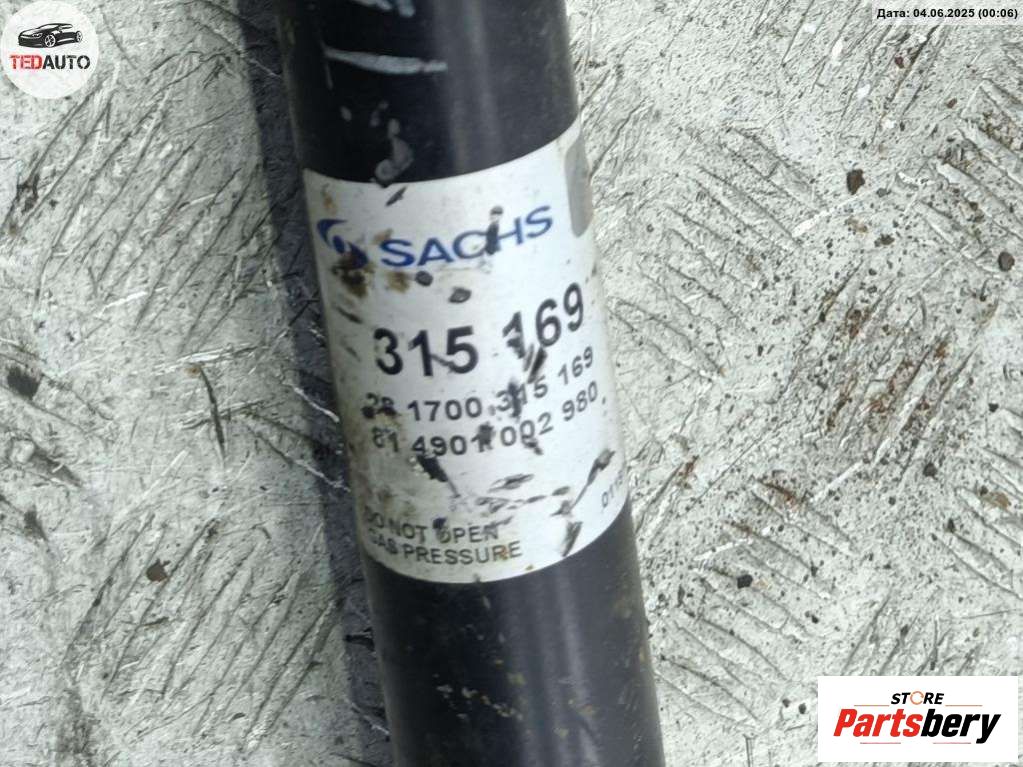 Дата: 04.06.2025 (00:06)
TEDAUTO
SACHS
315 169
28 1700 315 169
81 4901 002 980
DO NOT OPEN
GAS PRESSURE
STORE
Partsbery